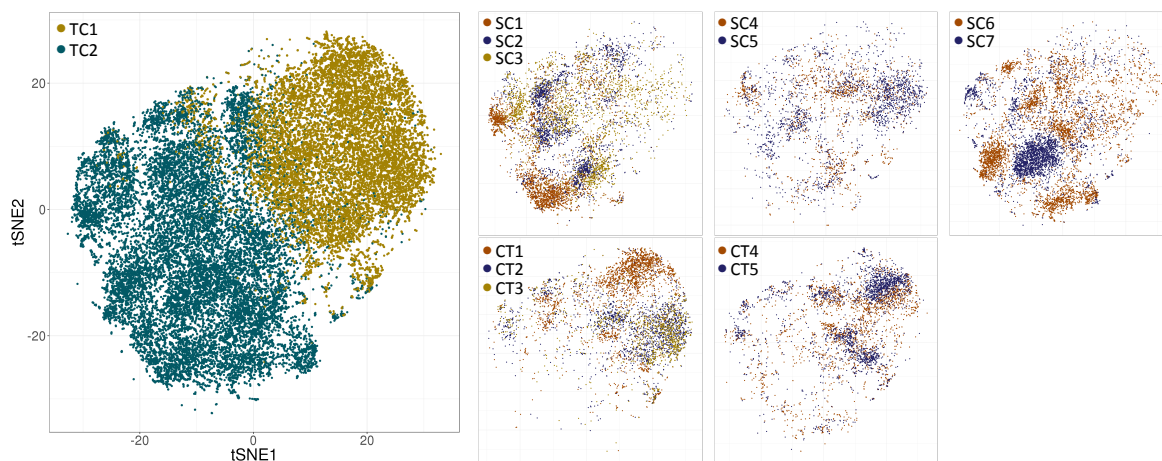 TC1
TC2
20
0
-20
-20
0
20
tSNE1
tSNE2
SC1
SC2
SC3
SC4
SC5
SC6
SC7
CT1
CT2
CT3
CT4
CT5